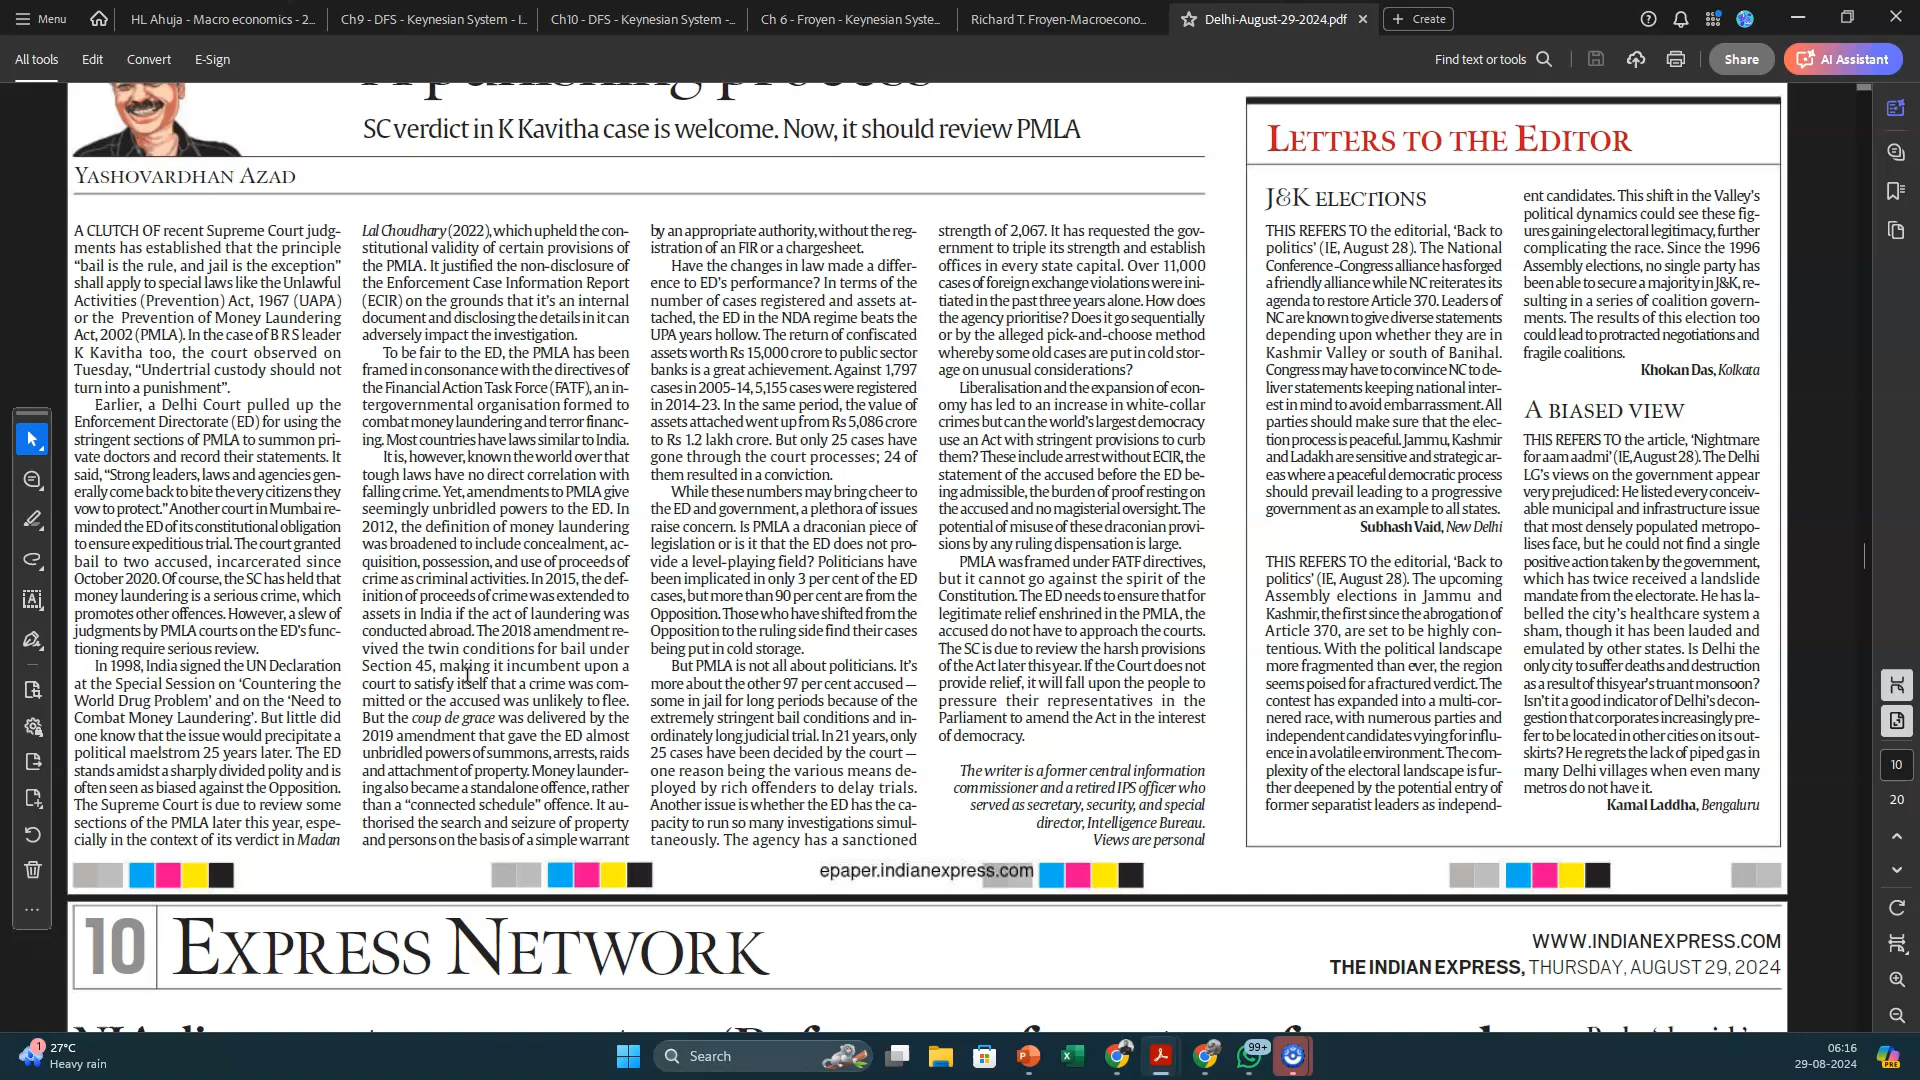 Menu
HL Ahuja - Macro economics - 2...
Ch9 - DFS - Keynesian System - I...
Ch10 - DFS - Keynesian System -...
Ch 6 - Froyen - Keynesian Syste...
Richard T. Froyen-Macroecono...
Delhi-August-29-2024.pdf
Create
All tools
Edit
Convert
E-Sign
Find text or tools
Share
AI Assistant
A punishing process
SC verdict in K Kavitha case is welcome. Now, it should review PMLA
YASHOVARDHAN AZAD
A CLUTCH OF recent Supreme Court judg-
ments has established that the principle
“bail is the rule, and jail is the exception”
shall apply to special laws like the Unlawful
Activities (Prevention) Act, 1967 (UAPA)
or the Prevention of Money Laundering
Act, 2002 (PMLA). In the case of B R S leader
K Kavitha too, the court observed on
Tuesday, “Undertrial custody should not
turn into a punishment”.
Earlier, a Delhi Court pulled up the
Enforcement Directorate (ED) for using the
stringent sections of PMLA to summon pri-
vate doctors and record their statements. It
said, “Strong leaders, laws and agencies gen-
erally come back to bite the very citizens they
vow to protect.” Another court in Mumbai re-
minded the ED of its constitutional obligation
to ensure expeditious trial. The court granted
bail to two accused, incarcerated since
October 2020. Of course, the SC has held that
money laundering is a serious crime, which
promotes other offences. However, a slew of
judgments by PMLA courts on the ED's func-
tioning require serious review.
In 1998, India signed the UN Declaration
at the Special Session on ‘Countering the
World Drug Problem’ and on the ‘Need to
Combat Money Laundering’. But little did
one know that the issue would precipitate a
political maelstrom 25 years later. The ED
stands amidst a sharply divided polity and is
often seen as biased against the Opposition.
The Supreme Court is due to review some
sections of the PMLA later this year, espe-
cially in the context of its verdict in Madan
Lal Choudhary (2022), which upheld the con-
stitutional validity of certain provisions of
the PMLA. It justified the non-disclosure of
the Enforcement Case Information Report
(ECIR) on the grounds that it's an internal
document and disclosing the details in it can
adversely impact the investigation.
To be fair to the ED, the PMLA has been
framed in consonance with the directives of
the Financial Action Task Force (FATF), an in-
tergovernmental organisation formed to
combat money laundering and terror financ-
ing. Most countries have laws similar to India.
It is, however, known the world over that
tough laws have no direct correlation with
falling crime. Yet, amendments to PMLA give
seemingly unbridled powers to the ED. In
2012, the definition of money laundering
was broadened to include concealment, ac-
quisition, possession, and use of proceeds of
crime as criminal activities. In 2015, the def-
inition of proceeds of crime was extended to
assets in India if the act of laundering was
conducted abroad. The 2018 amendment re-
vived the twin conditions for bail under
Section 45, making it incumbent upon a
court to satisfy itself that a crime was com-
mitted or the accused was unlikely to flee.
But the coup de grace was delivered by the
2019 amendment that gave the ED almost
unbridled powers of summons, arrests, raids
and attachment of property. Money launder-
ing also became a standalone offence, rather
than a “connected schedule” offence. It au-
thorised the search and seizure of property
and persons on the basis of a simple warrant
by an appropriate authority, without the reg-
istration of an FIR or a chargesheet.
Have the changes in law made a differ-
ence to ED's performance? In terms of the
number of cases registered and assets at-
tached, the ED in the NDA regime beats the
UPA years hollow. The return of confiscated
assets worth Rs 15,000 crore to public sector
banks is a great achievement. Against 1,797
cases in 2005-14, 5,155 cases were registered
in 2014-23. In the same period, the value of
assets attached went up from Rs 5,086 crore
to Rs 1.2 lakh crore. But only 25 cases have
gone through the court processes; 24 of
them resulted in a conviction.
While these numbers may bring cheer to
the ED and government, a plethora of issues
raise concern. Is PMLA a draconian piece of
legislation or is it that the ED does not pro-
vide a level-playing field? Politicians have
been implicated in only 3 per cent of the ED
cases, but more than 90 per cent are from the
Opposition. Those who have shifted from the
Opposition to the ruling side find their cases
being put in cold storage.
But PMLA is not all about politicians. It's
more about the other 97 per cent accused —
some in jail for long periods because of the
extremely stringent bail conditions and in-
ordinately long judicial trial. In 21 years, only
25 cases have been decided by the court —
one reason being the various means de-
ployed by rich offenders to delay trials.
Another issue is whether the ED has the ca-
pacity to run so many investigations simul-
taneously. The agency has a sanctioned
strength of 2,067. It has requested the gov-
ernment to triple its strength and establish
offices in every state capital. Over 11,000
cases of foreign exchange violations were ini-
tiated in the past three years alone. How does
the agency prioritise? Does it go sequentially
or by the alleged pick-and-choose method
whereby some old cases are put in cold stor-
age on unusual considerations?
Liberalisation and the expansion of econ-
omy has led to an increase in white-collar
crimes but can the world's largest democracy
use an Act with stringent provisions to curb
them? These include arrest without ECIR, the
statement of the accused before the ED be-
ing admissible, the burden of proof resting on
the accused and no magisterial oversight. The
potential of misuse of these draconian provi-
sions by any ruling dispensation is large.
PMLA was framed under FATF directives,
but it cannot go against the spirit of the
Constitution. The ED needs to ensure that for
legitimate relief enshrined in the PMLA, the
accused do not have to approach the courts.
The SC is due to review the harsh provisions
of the Act later this year. If the Court does not
provide relief, it will fall upon the people to
pressure their representatives in the
Parliament to amend the Act in the interest
of democracy.
The writer is a former central information
commissioner and a retired IPS officer who
served as secretary, security, and special
director, Intelligence Bureau.
Views are personal
LETTERS TO THE EDITOR
J&K ELECTIONS
THIS REFERS TO the editorial, ‘Back to
politics’ (IE, August 28). The National
Conference-Congress alliance has forged
a friendly alliance while NC reiterates its
agenda to restore Article 370. Leaders of
NC are known to give diverse statements
depending upon whether they are in
Kashmir Valley or south of Banihal.
Congress may have to convince NC to de-
liver statements keeping national inter-
est in mind to avoid embarrassment. All
parties should make sure that the elec-
tion process is peaceful. Jammu, Kashmir
and Ladakh are sensitive and strategic ar-
eas where a peaceful democratic process
should prevail leading to a progressive
government as an example to all states.
Subhash Vaid, New Delhi
THIS REFERS TO the editorial, ‘Back to
politics’ (IE, August 28). The upcoming
Assembly elections in Jammu and
Kashmir, the first since the abrogation of
Article 370, are set to be highly con-
tentious. With the political landscape
more fragmented than ever, the region
seems poised for a fractured verdict. The
contest has expanded into a multi-cor-
nered race, with numerous parties and
independent candidates vying for influ-
ence in a volatile environment. The com-
plexity of the electoral landscape is fur-
ther deepened by the potential entry of
former separatist leaders as independ-
ent candidates. This shift in the Valley's
political dynamics could see these fig-
ures gaining electoral legitimacy, further
complicating the race. Since the 1996
Assembly elections, no single party has
been able to secure a majority in J&K, re-
sulting in a series of coalition govern-
ments. The results of this election too
could lead to protracted negotiations and
fragile coalitions.
Khokan Das, Kolkata
A BIASED VIEW
THIS REFERS TO the article, ‘Nightmare
for aam aadmi’ (IE, August 28). The Delhi
LG's views on the government appear
very prejudiced: He listed every conceiv-
able municipal and infrastructure issue
that most densely populated metropo-
lises face, but he could not find a single
positive action taken by the government,
which has twice received a landslide
mandate from the electorate. He has la-
belled the city's healthcare system a
sham, though it has been lauded and
emulated by other states. Is Delhi the
only city to suffer deaths and destruction
as a result of this year's truant monsoon?
Isn't it a good indicator of Delhi's decon-
gestion that corporates increasingly pre-
fer to be located in other cities on its out-
skirts? He regrets the lack of piped gas in
many Delhi villages when even many
metros do not have it.
Kamal Laddha, Bengaluru
epaper.indianexpress.com
10
EXPRESS NETWORK
WWW.INDIANEXPRESS.COM
THE INDIAN EXPRESS, THURSDAY, AUGUST 29, 2024
10
20
1
27°C
Heavy rain
Search
99+
06:16
29-08-2024
PRE